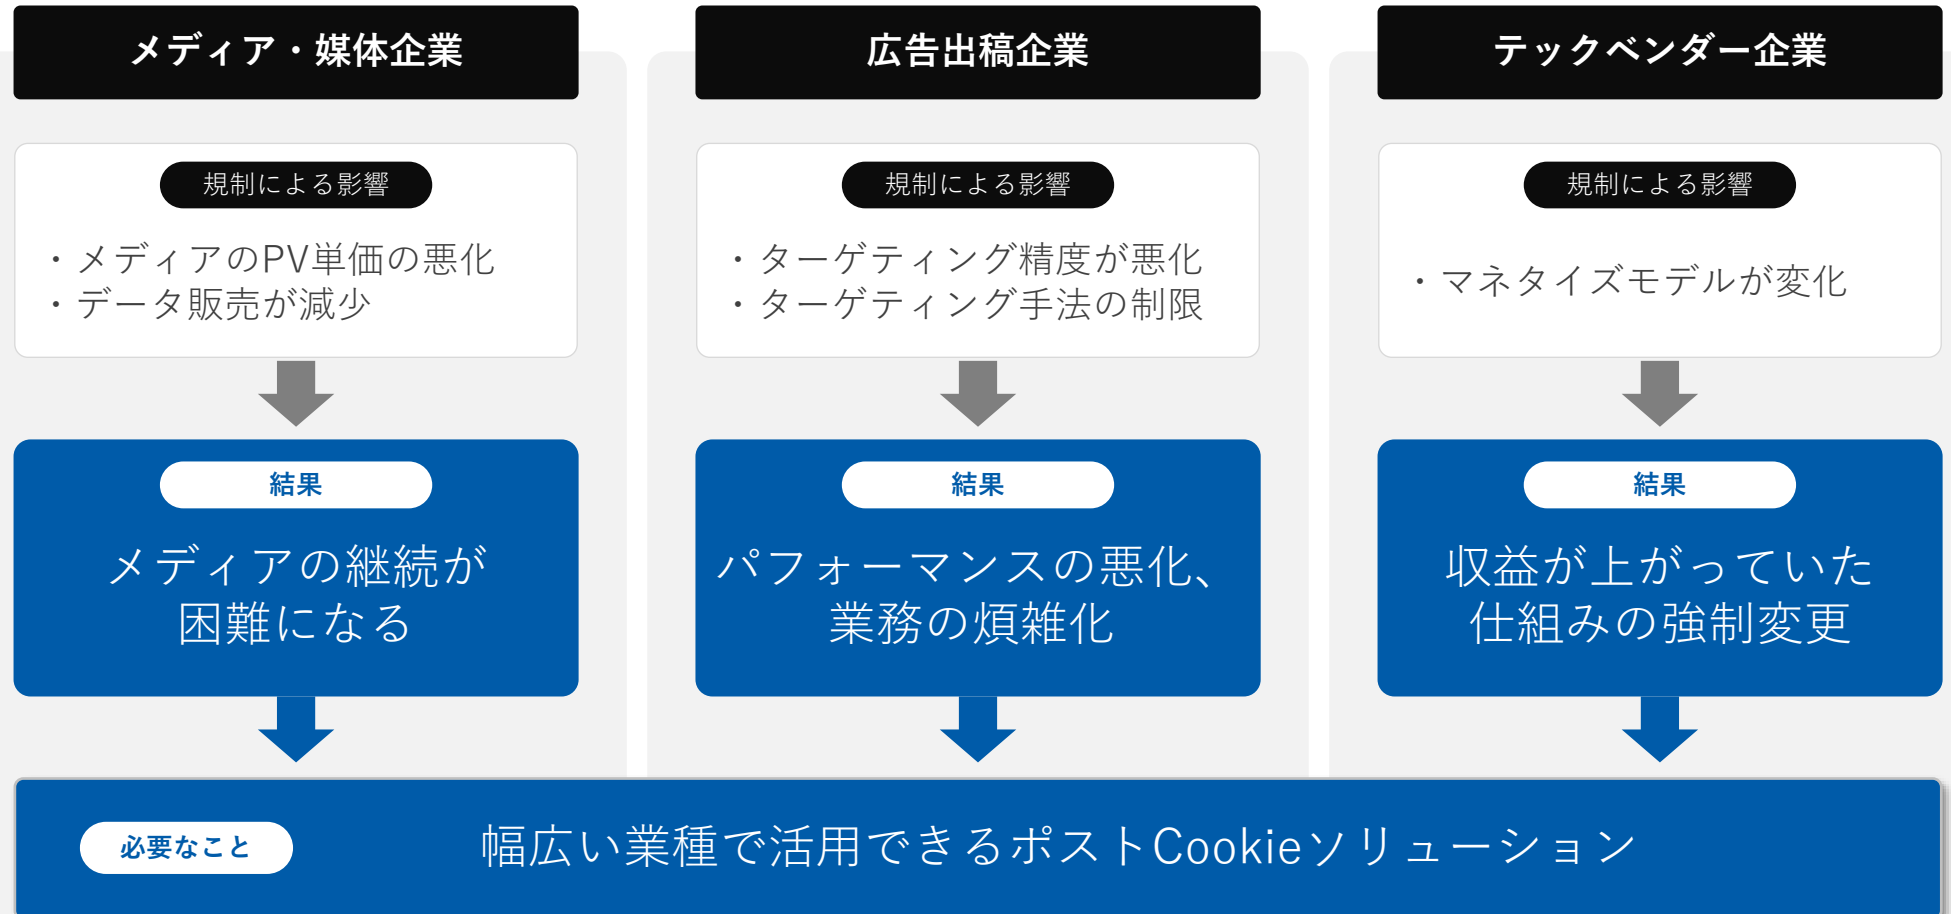 メディア・媒体企業
規制による影響
・メディアのPV単価の悪化
・データ販売が減少
結果
メディアの継続が
困難になる
広告出稿企業
規制による影響
・ターゲティング精度が悪化
・ターゲティング手法の制限
結果
パフォーマンスの悪化、
業務の煩雑化
テックベンダー企業
規制による影響
・マネタイズモデルが変化
結果
収益が上がっていた
仕組みの強制変更
必要なこと
幅広い業種で活用できるポストCookieソリューション